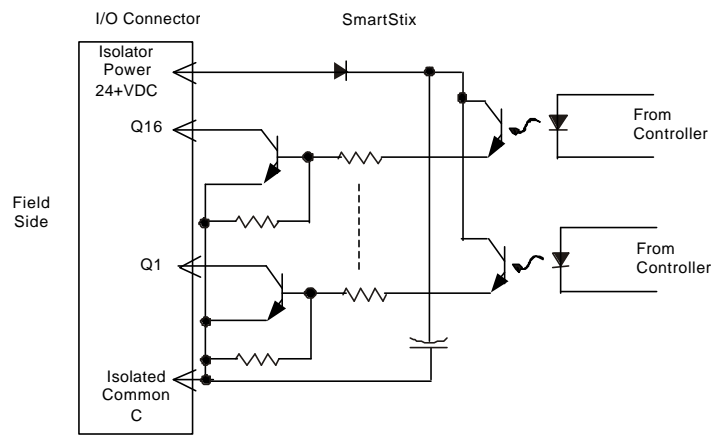 I/O Connector
SmartStix
Isolator
Power
24+VDC
Q16
From
Controller
Field
Side
Q1
From
Controller
Isolated
Common
C